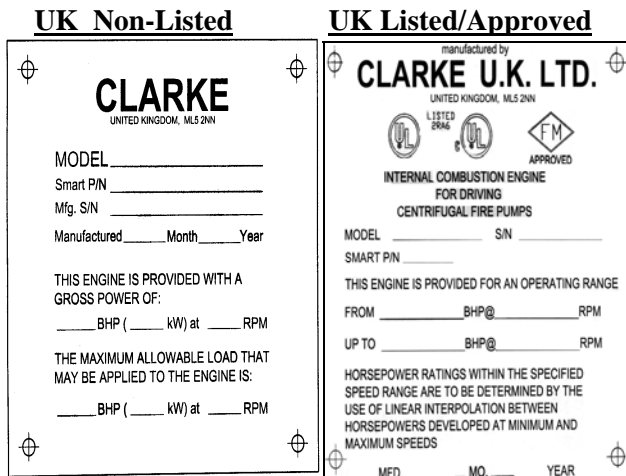 UK Non-Listed
CLARKE
UNITED KINGDOM, ML5 2NN
MODEL
Smart P/N
Mfg. S/N
Manufactured Month Year
THIS ENGINE IS PROVIDED WITH A
GROSS POWER OF:
BHP ( kW) at RPM
THE MAXIMUM ALLOWABLE LOAD THAT
MAY BE APPLIED TO THE ENGINE IS:
BHP ( kW) at RPM
UK Listed/Approved
manufactured by
CLARKE U.K. LTD.
UNITED KINGDOM, ML5 2NN
UL
LISTED
2RA6
c UL
FM
APPROVED
INTERNAL COMBUSTION ENGINE
FOR DRIVING
CENTRIFUGAL FIRE PUMPS
MODEL S/N
SMART P/N
THIS ENGINE IS PROVIDED FOR AN OPERATING RANGE
FROM BHP@ RPM
UP TO BHP@ RPM
HORSEPOWER RATINGS WITHIN THE SPECIFIED
SPEED RANGE ARE TO BE DETERMINED BY THE
USE OF LINEAR INTERPOLATION BETWEEN
HORSEPOWERS DEVELOPED AT MINIMUM AND
MAXIMUM SPEEDS
MFD MO. YEAR